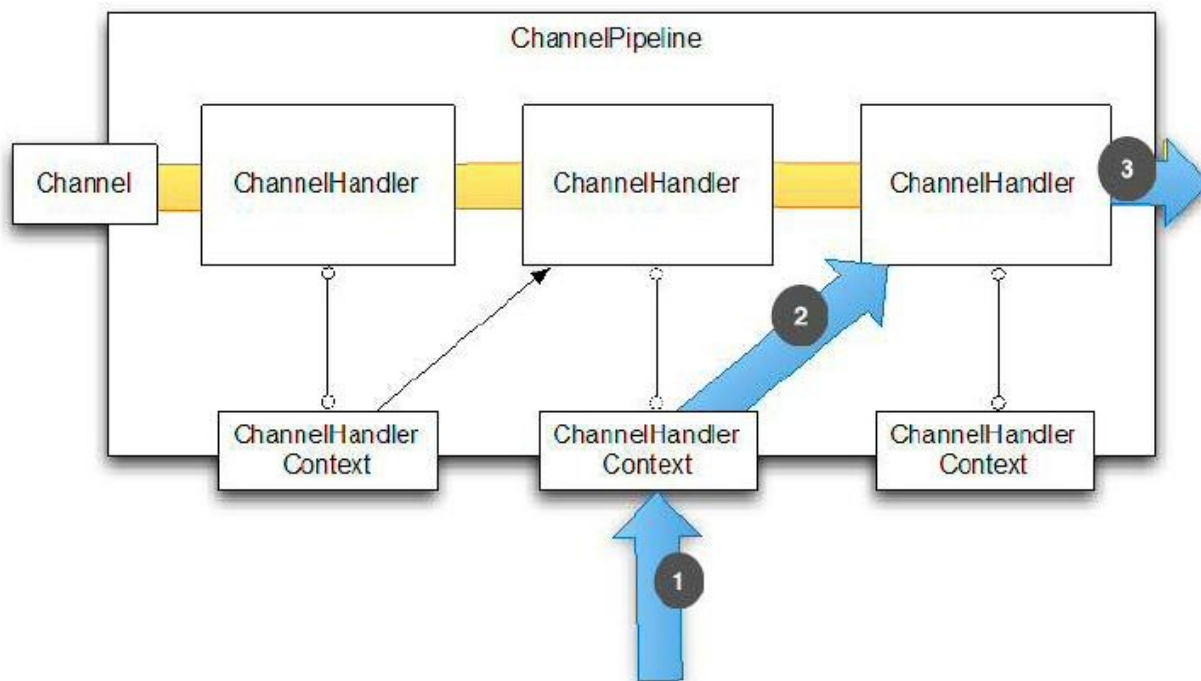 ChannelPipeline
Channel
ChannelHandler
ChannelHandler
ChannelHandler
3
2
ChannelHandler
Context
ChannelHandler
Context
ChannelHandler
Context
1